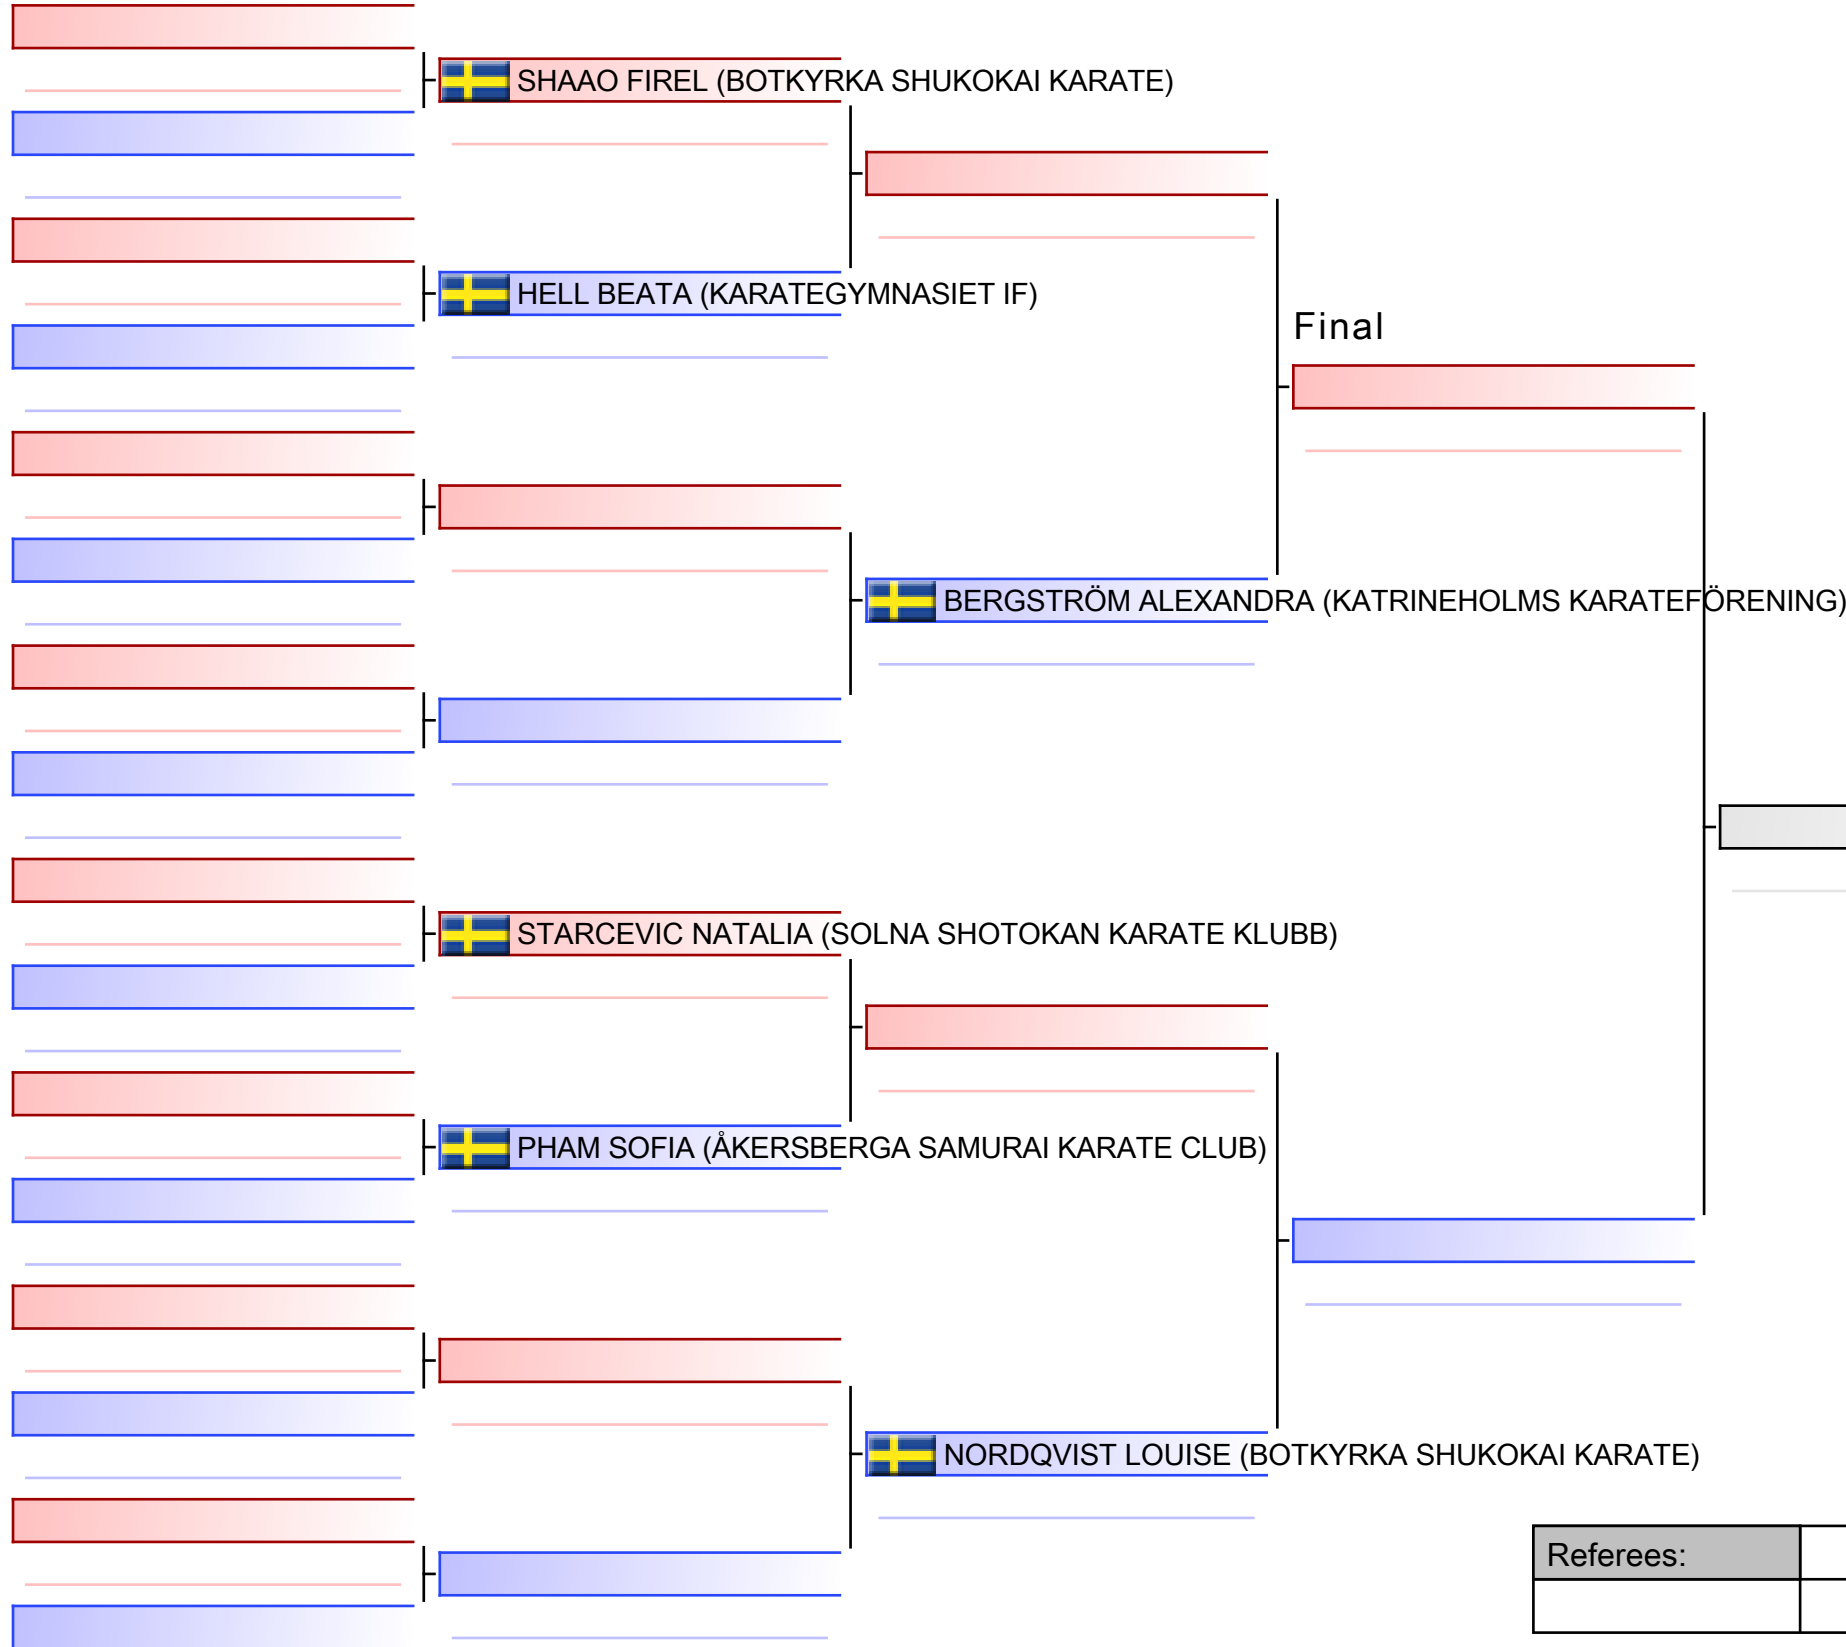 SHAAO FIREL (BOTKYRKA SHUKOKAI KARATE)
HELL BEATA (KARATEGYMNASIET IF)
Final
BERGSTRÖM ALEXANDRA (KATRINEHOLMS KARATEFÖRENING)
STARCEVIC NATALIA (SOLNA SHOTOKAN KARATE KLUBB)
PHAM SOFIA (ÅKERSBERGA SAMURAI KARATE CLUB)
NORDQVIST LOUISE (BOTKYRKA SHUKOKAI KARATE)
Referees: